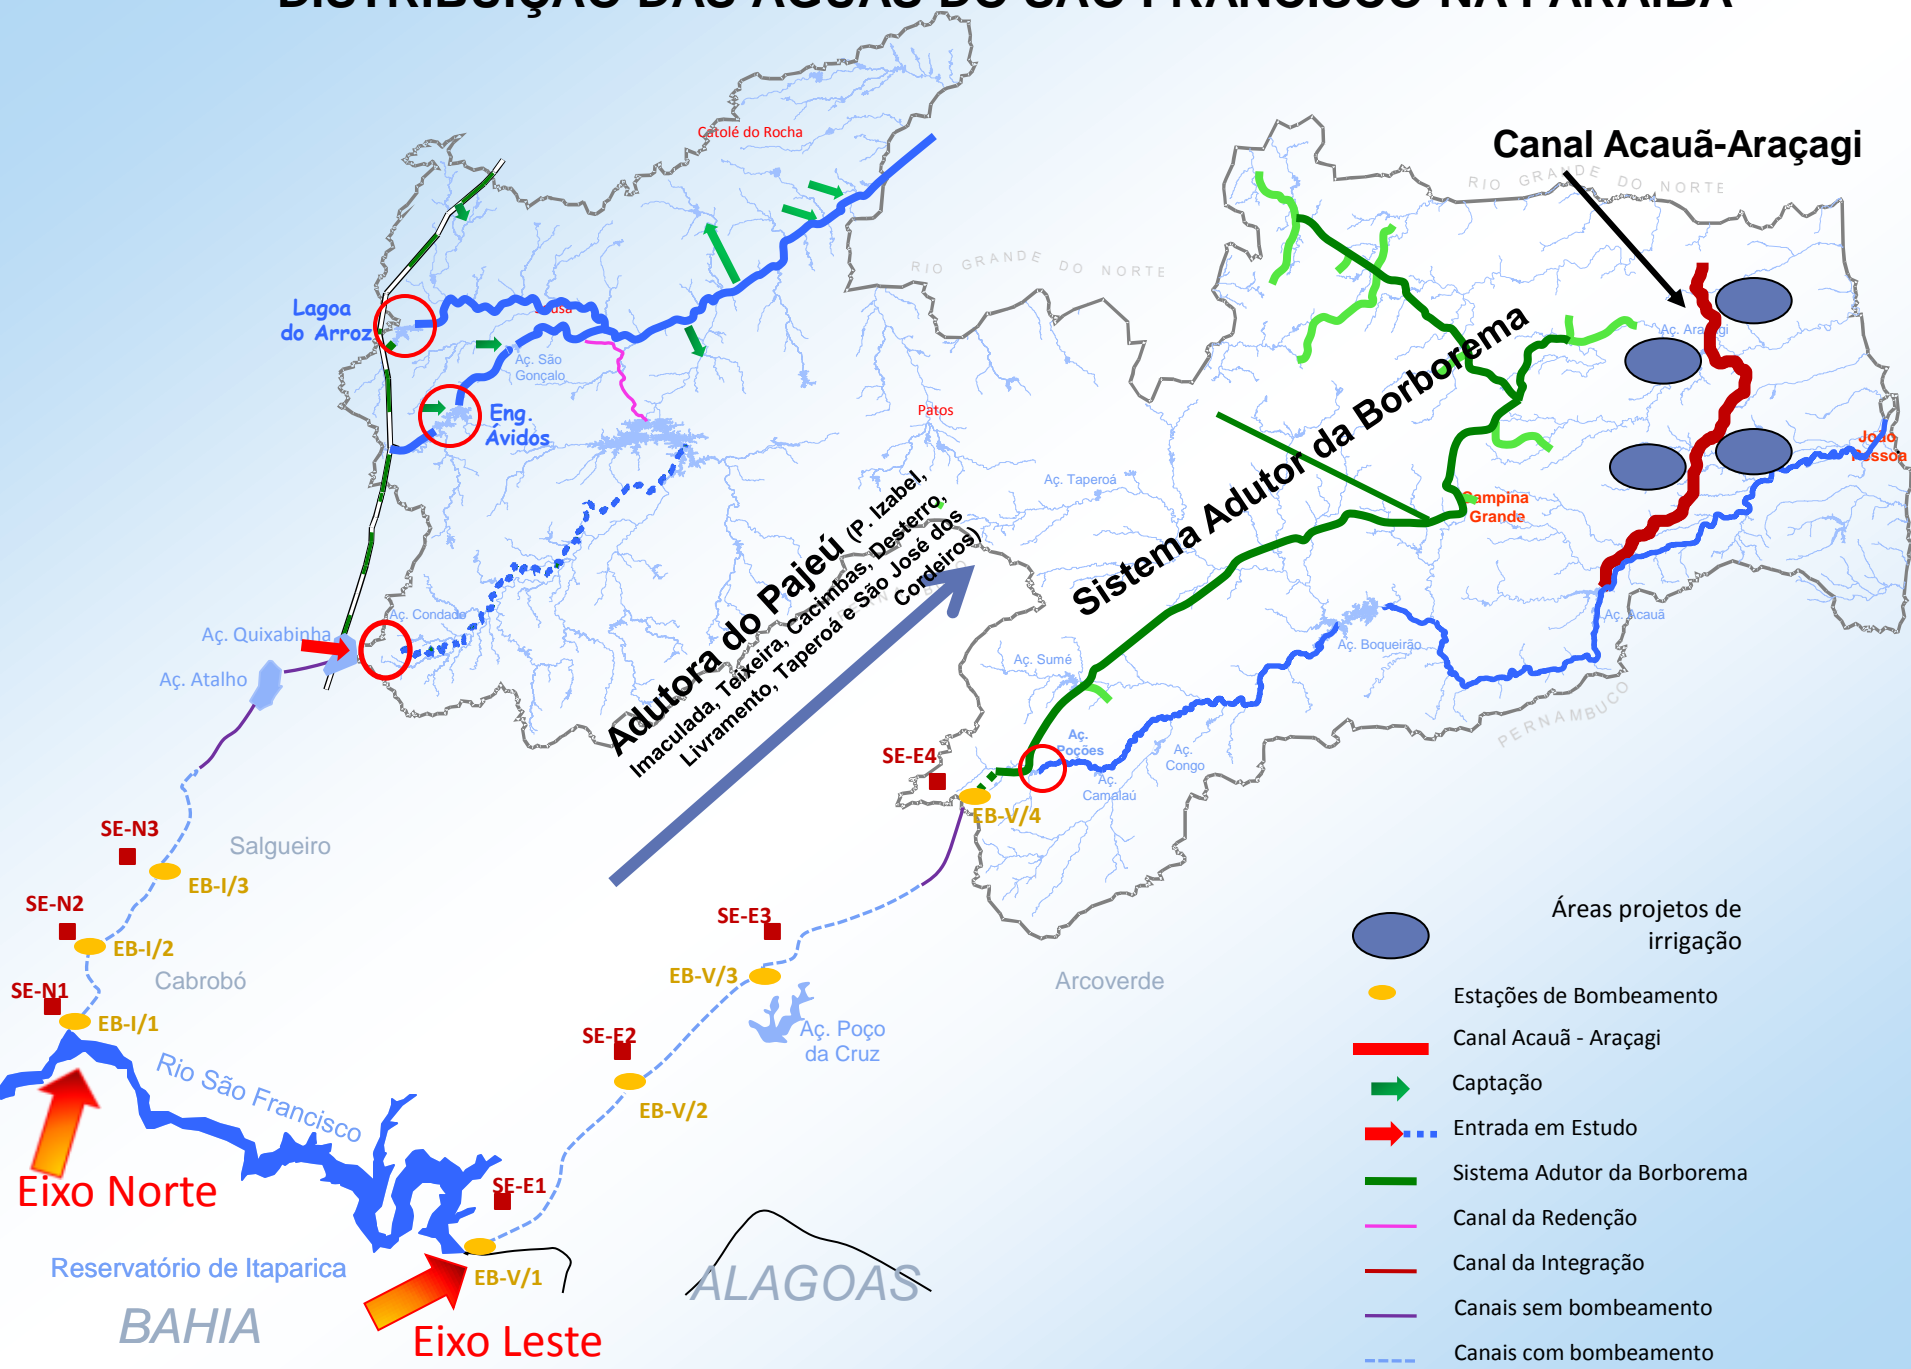 DISTRIBUIÇÃO DAS ÁGUAS DO SÃO FRANCISCO NA PARAÍBA
Catolé do Rocha
Canal Acauã-Araçagi
RIO GRANDE DO NORTE
RIO GRANDE DO NORTE
Lagoa
do Arroz
Sousa
Aç. São
Gonçalo
Eng.
Ávidos
Patos
Aç. Araçagi
João
Pessoa
Aç. Taperoá
Campina
Grande
Sistema Adutor da Borborema
Adutora do Pajeú (P. Izabel,
Imaculada, Teixeira, Cacimbas, Desterro,
Livramento, Taperoá e São José dos
Cordeiros)
Aç. Condado
Aç. Quixabinha
Aç. Atalho
Aç. Acauã
Aç. Boqueirão
Aç. Sumé
PERNAMBUCO
Aç.
Poções
Aç.
Congo
Aç.
Camalaú
SE-E4
EB-V/4
SE-N3
Salgueiro
EB-I/3
SE-N2
EB-I/2
Cabrobó
SE-N1
EB-I/1
SE-E3
EB-V/3
Arcoverde
Aç. Poço
da Cruz
SE-E2
EB-V/2
Rio São Francisco
Eixo Norte
SE-E1
EB-V/1
Reservatório de Itaparica
BAHIA
Eixo Leste
ALAGOAS
Áreas projetos de
irrigação
Estações de Bombeamento
Canal Acauã - Araçagi
Captação
Entrada em Estudo
Sistema Adutor da Borborema
Canal da Redenção
Canal da Integração
Canais sem bombeamento
Canais com bombeamento